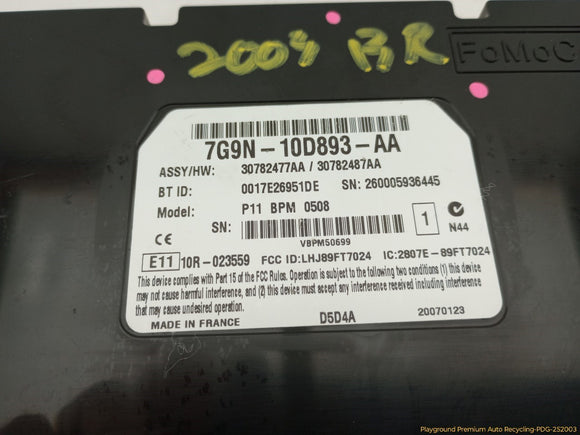 2003 BR
FoMoC
7G9N-10D893-AA
ASSY/HW: 30782477AA / 30782487AA
BT ID: 0017E26951DE SN: 260005936445
Model: P11 BPM 0508
SN:
VBPM50699
1
N44
CE
E11 10R-023559 FCC ID:LHJ89FT7024 IC:2807E-89FT7024
This device complies with Part 15 of the FCC Rules. Operation is subject to the following two conditions (1) this device
may not cause harmful interference, and (2) this device must accept any interference received including interference
that may cause undesired operation.
MADE IN FRANCE D5D4A 20070123
Playground Premium Auto Recycling-PDG-252003